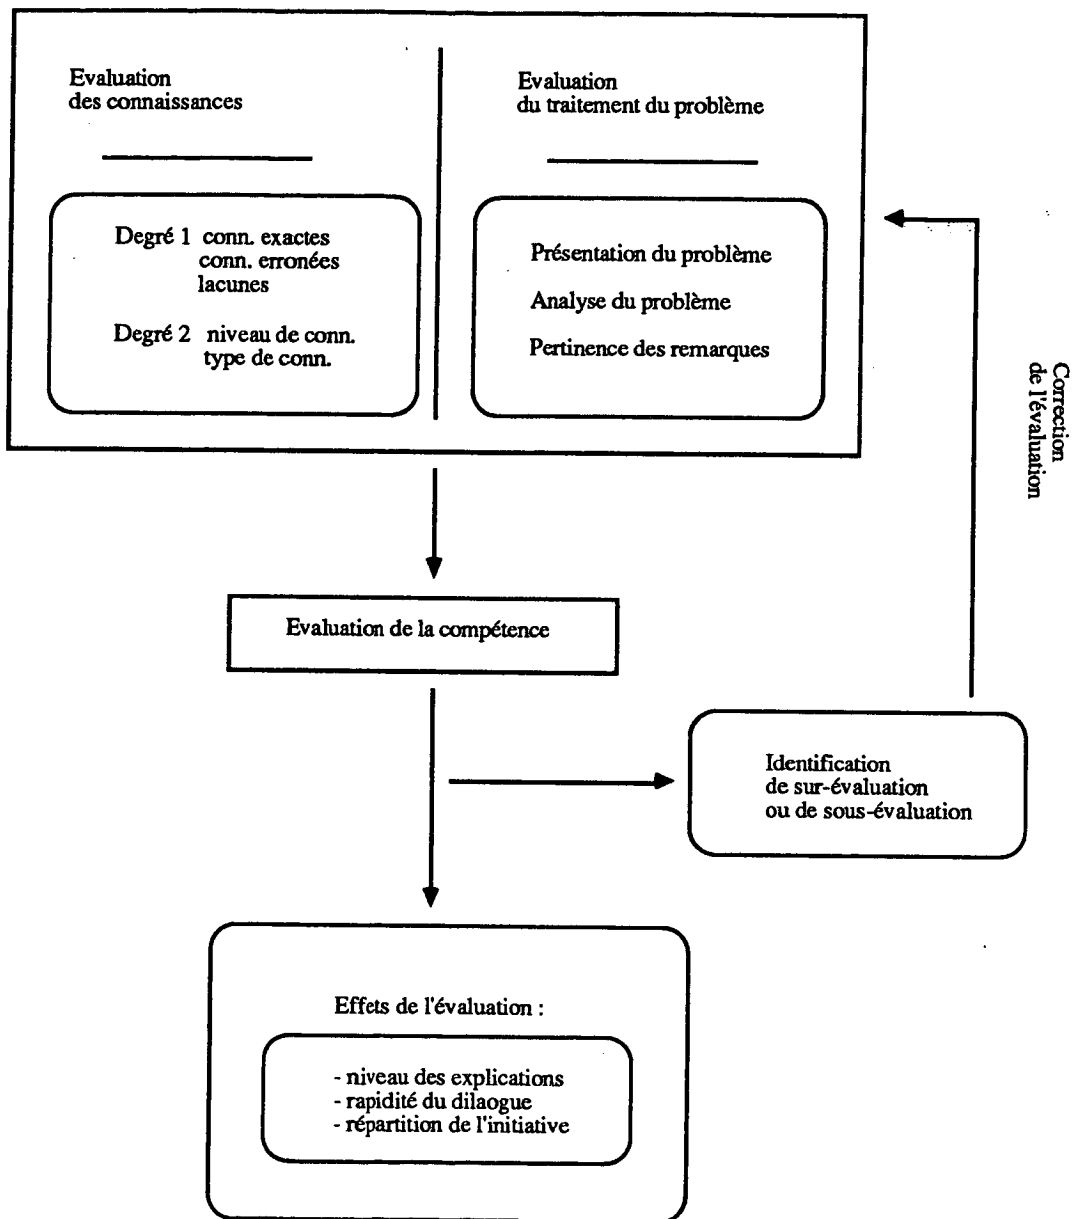 Evaluation
des connaissances
Evaluation
du traitement du problème
Degré 1 conn. exactes
conn. erronées
lacunes
Degré 2 niveau de conn.
type de conn.
Présentation du problème
Analyse du problème
Pertinence des remarques
Correction
de l'évaluation
Evaluation de la compétence
Identification
de sur-évaluation
ou de sous-évaluation
Effets de l'évaluation :
- niveau des explications
- rapidité du dilaogue
- répartition de l'initiative